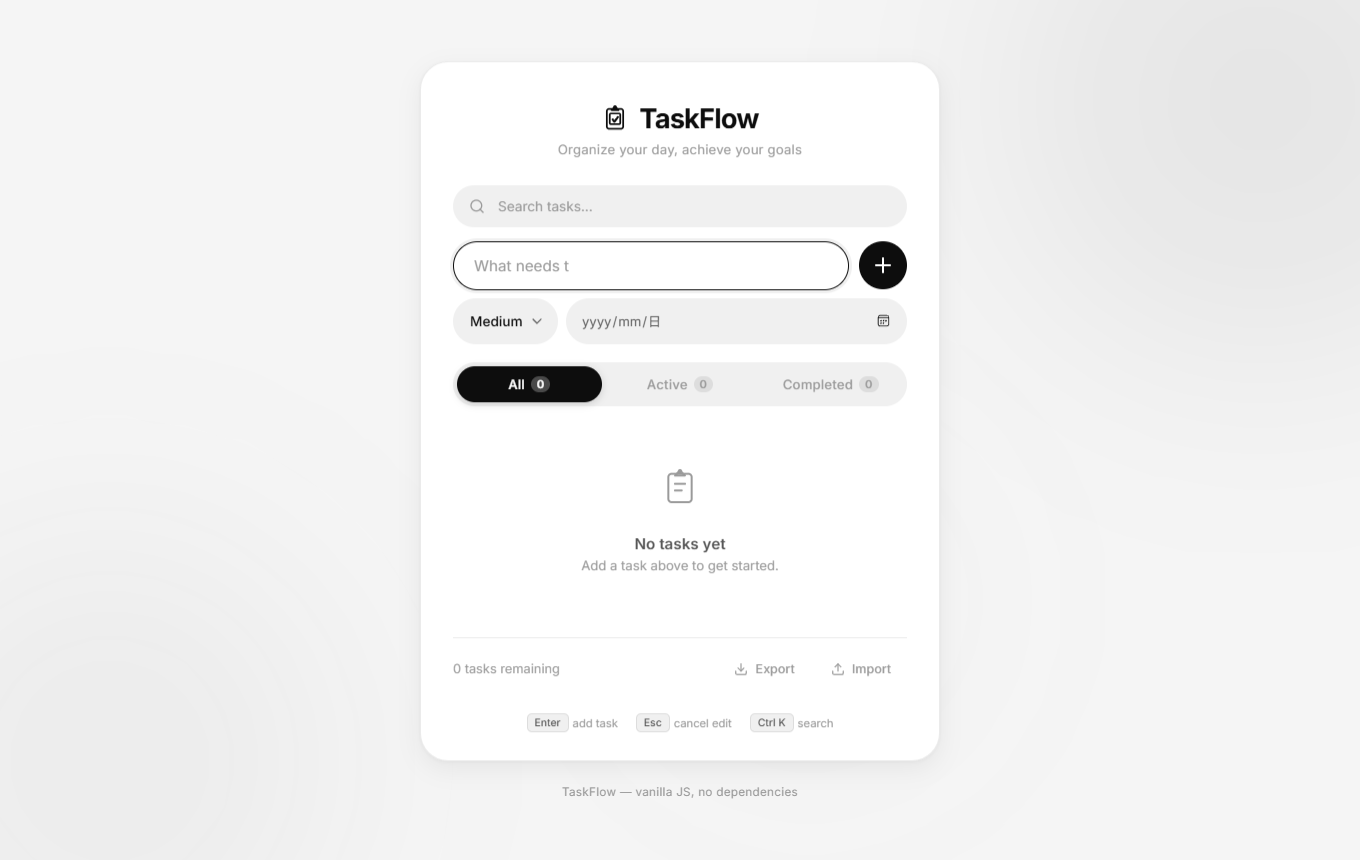 TaskFlow
Organize your day, achieve your goals
Search tasks...
What needs t
Medium
yyyy/mm/日
All 0 Active 0 Completed 0
No tasks yet
Add a task above to get started.
0 tasks remaining Export Import
Enter add task Esc cancel edit Ctrl K search
TaskFlow — vanilla JS, no dependencies